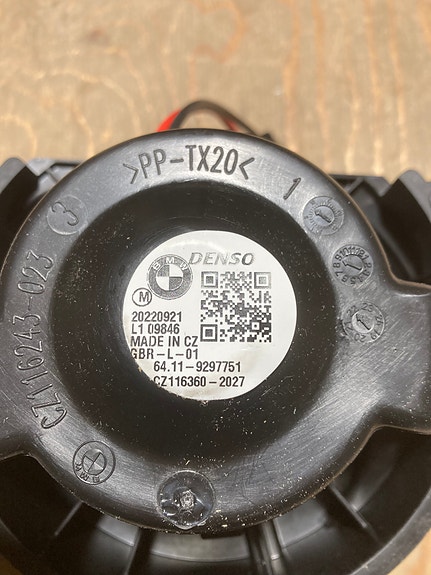 >PP-TX20<
1
3
CZ116243-023
BMW
DENSO
M
20220921
L1 09846
MADE IN CZ
GBR-L-01
64.11-9297751
CZ116360-2027
BMW